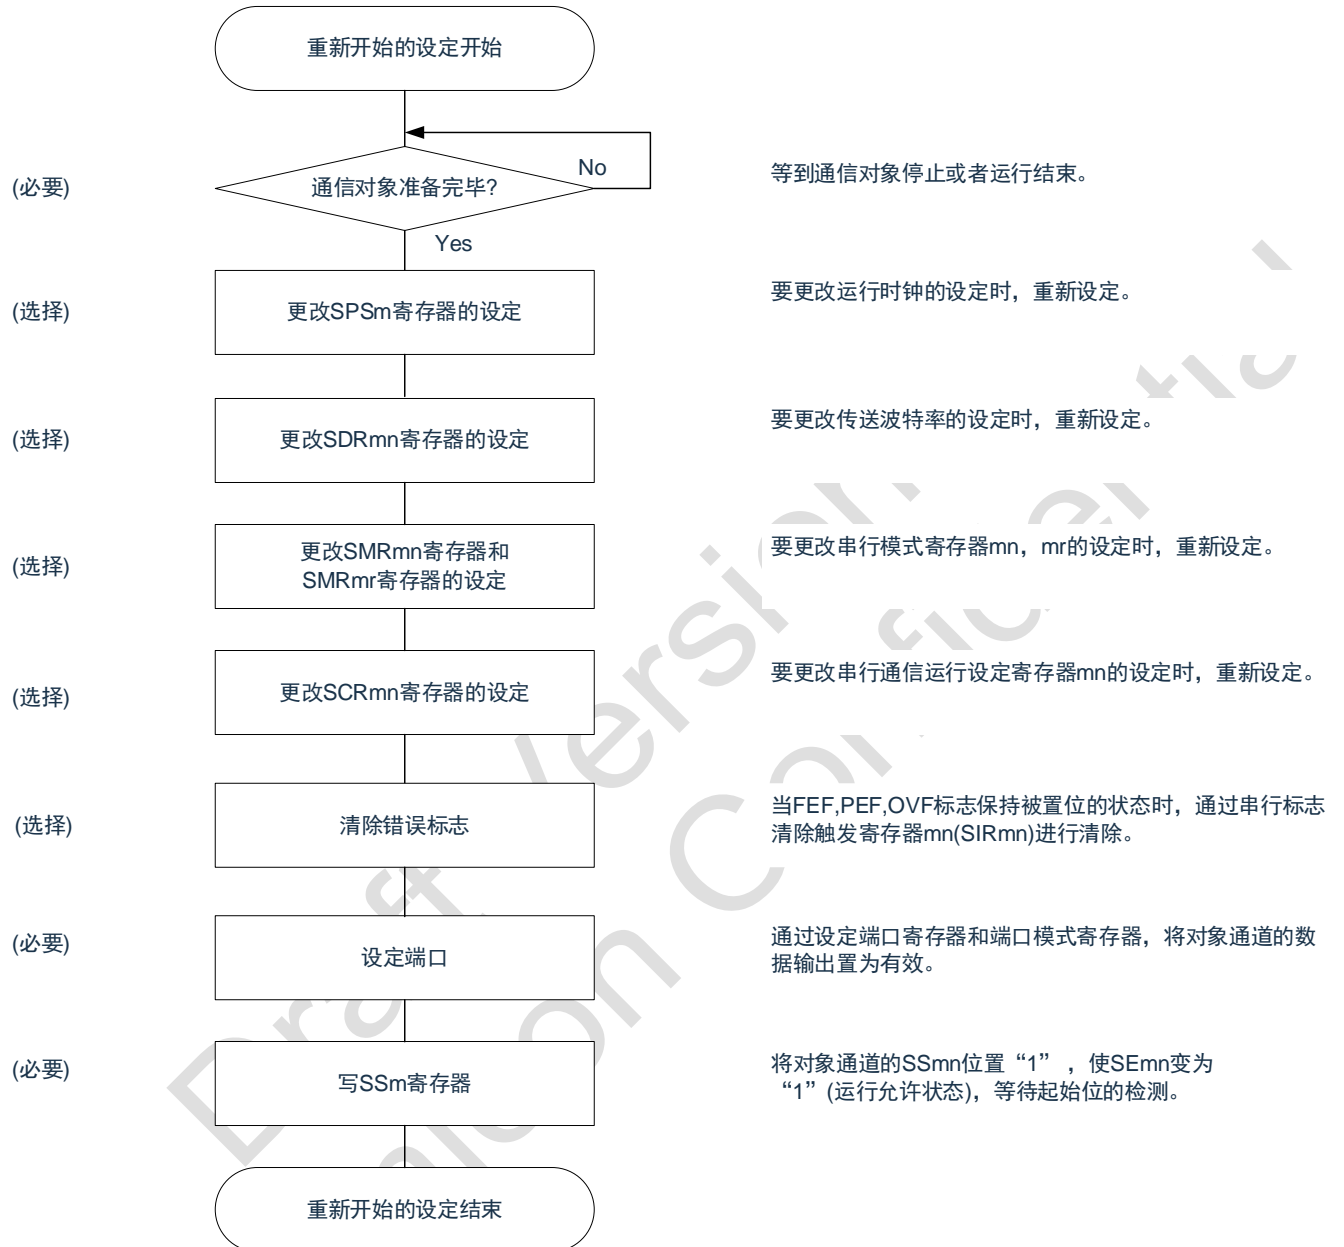 重新开始的设定开始
(必要)
通信对象准备完毕?
No
等到通信对象停止或者运行结束。
Yes
(选择)
更改SPSm寄存器的设定
要更改运行时钟的设定时，重新设定。
(选择)
更改SDRmn寄存器的设定
要更改传送波特率的设定时，重新设定。
(选择)
更改SMRmn寄存器和
SMRmr寄存器的设定
要更改串行模式寄存器mn，mr的设定时，重新设定。
(选择)
更改SCRmn寄存器的设定
要更改串行通信运行设定寄存器mn的设定时，重新设定。
(选择)
清除错误标志
当FEF,PEF,OVF标志保持被置位的状态时，通过串行标志
清除触发寄存器mn(SIRmn)进行清除。
(必要)
设定端口
通过设定端口寄存器和端口模式寄存器，将对象通道的数
据输出置为有效。
(必要)
写SSm寄存器
将对象通道的SSmn位置“1”，使SEmn变为
“1”(运行允许状态)，等待起始位的检测。
重新开始的设定结束
Draft Version